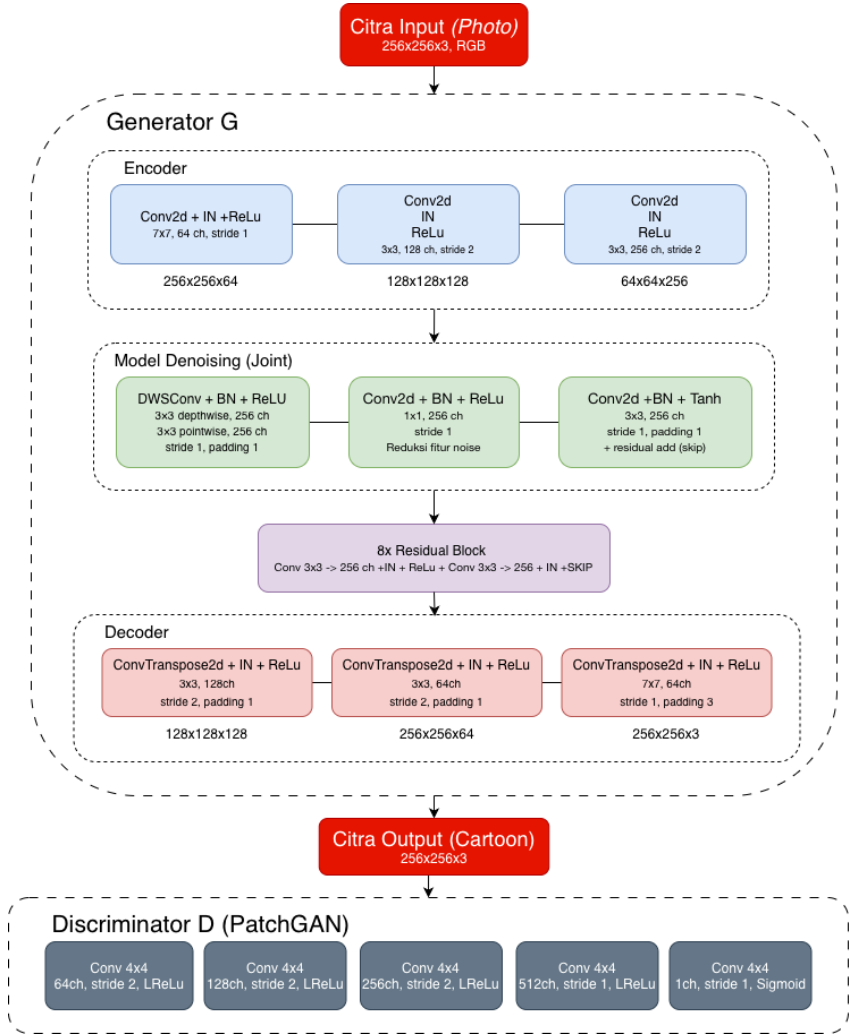 Citra Input (Photo)
256x256x3, RGB
Generator G
Encoder
Conv2d + IN +ReLu
7x7, 64 ch, stride 1
256x256x64
Conv2d
IN
ReLu
3x3, 128 ch, stride 2
128x128x128
Conv2d
IN
ReLu
3x3, 256 ch, stride 2
64x64x256
Model Denoising (Joint)
DWSConv + BN + ReLU
3x3 depthwise, 256 ch
3x3 pointwise, 256 ch
stride 1, padding 1
Conv2d + BN + ReLu
1x1, 256 ch
stride 1
Reduksi fitur noise
Conv2d +BN + Tanh
3x3, 256 ch
stride 1, padding 1
+ residual add (skip)
8x Residual Block
Conv 3x3 -> 256 ch +IN + ReLu + Conv 3x3 -> 256 + IN +SKIP
Decoder
ConvTranspose2d + IN + ReLu
3x3, 128ch
stride 2, padding 1
128x128x128
ConvTranspose2d + IN + ReLu
3x3, 64ch
stride 2, padding 1
256x256x64
ConvTranspose2d + IN + ReLu
7x7, 64ch
stride 1, padding 3
256x256x3
Citra Output (Cartoon)
256x256x3
Discriminator D (PatchGAN)
Conv 4x4
64ch, stride 2, LReLu
Conv 4x4
128ch, stride 2, LReLu
Conv 4x4
256ch, stride 2, LReLu
Conv 4x4
512ch, stride 1, LReLu
Conv 4x4
1ch, stride 1, Sigmoid